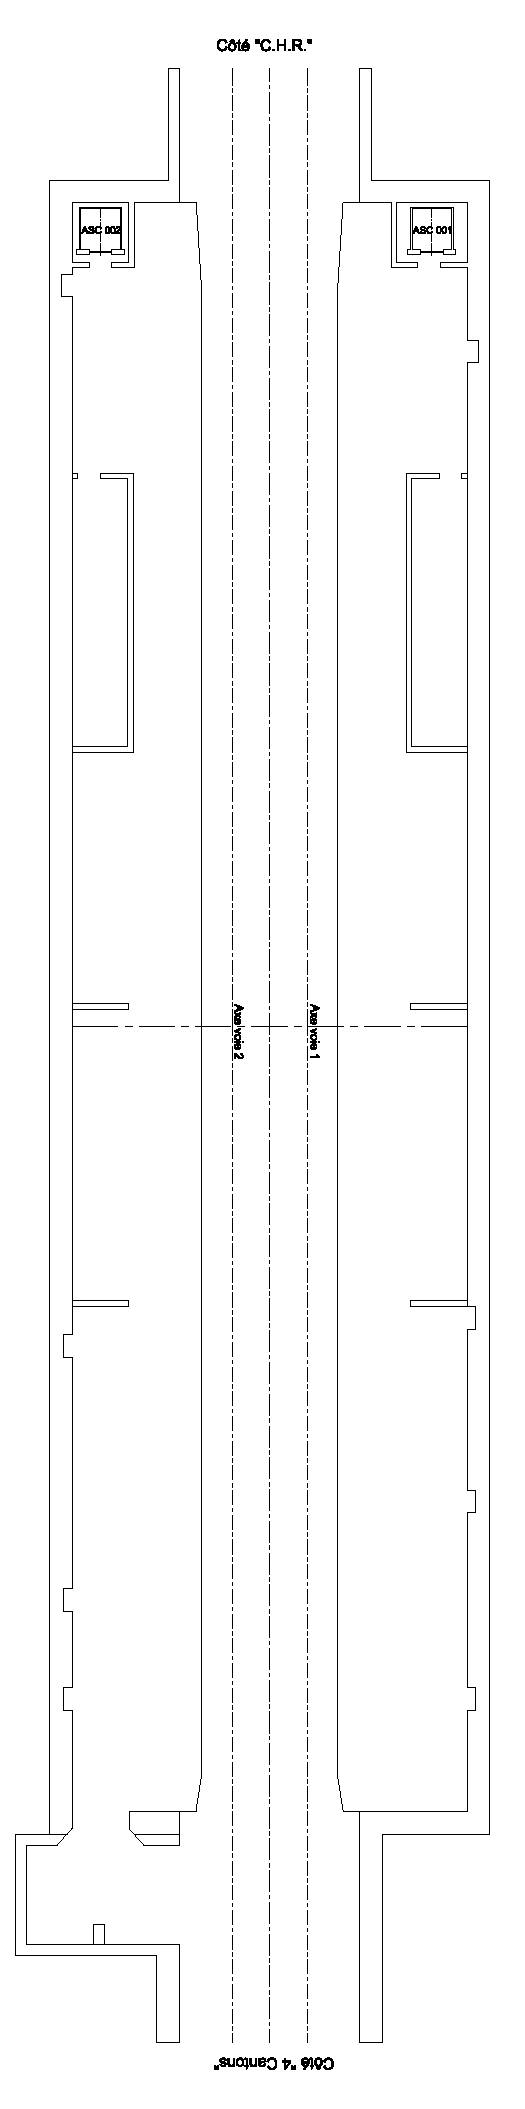 Côté "C.H.R."
ASC 002
ASC 001
Axe voie 2
Axe voie 1
Côté "4 Cantons"